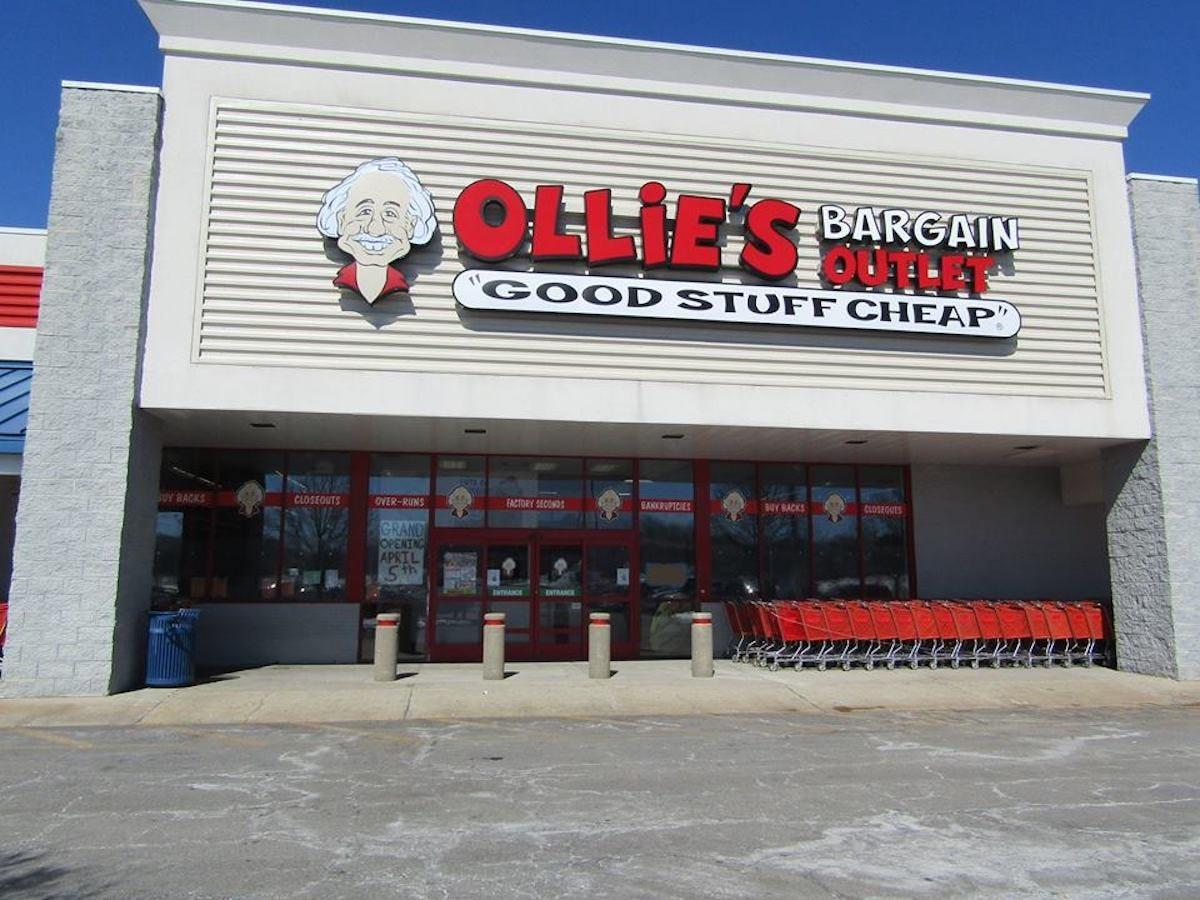 OLLiE'S
BARGAIN
OUTLET
"GOOD STUFF CHEAP"
®
BUY BACKS
CLOSEOUTS
OVER-RUNS
FACTORY SECONDS
BANKRUPTCIES
BUY BACKS
CLOSEOUTS
GRAND
OPENING
APRIL
5th
ENTRANCE
ENTRANCE